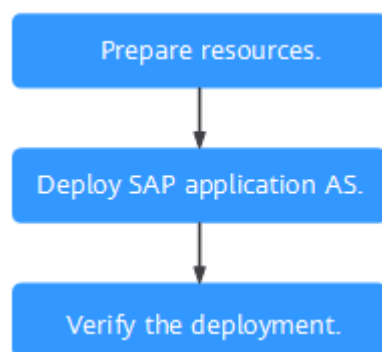 Prepare resources.
Deploy SAP application AS.
Verify the deployment.